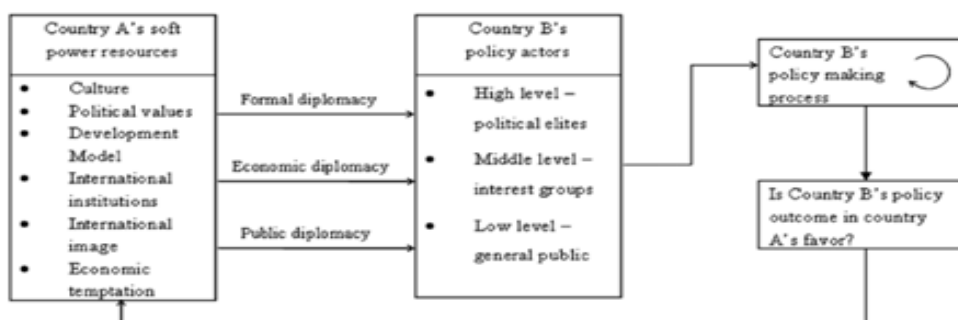 Country A's soft
power resources
• Culture
• Political values
• Development
Model
• International
institutions
• International
image
• Economic
temptation
Formal diplomacy
Economic diplomacy
Public diplomacy
Country B's
policy actors
• High level –
political elites
• Middle level –
interest groups
• Low level –
general public
Country B's
policy making
process
Is Country B's policy
outcome in country
A's favor?